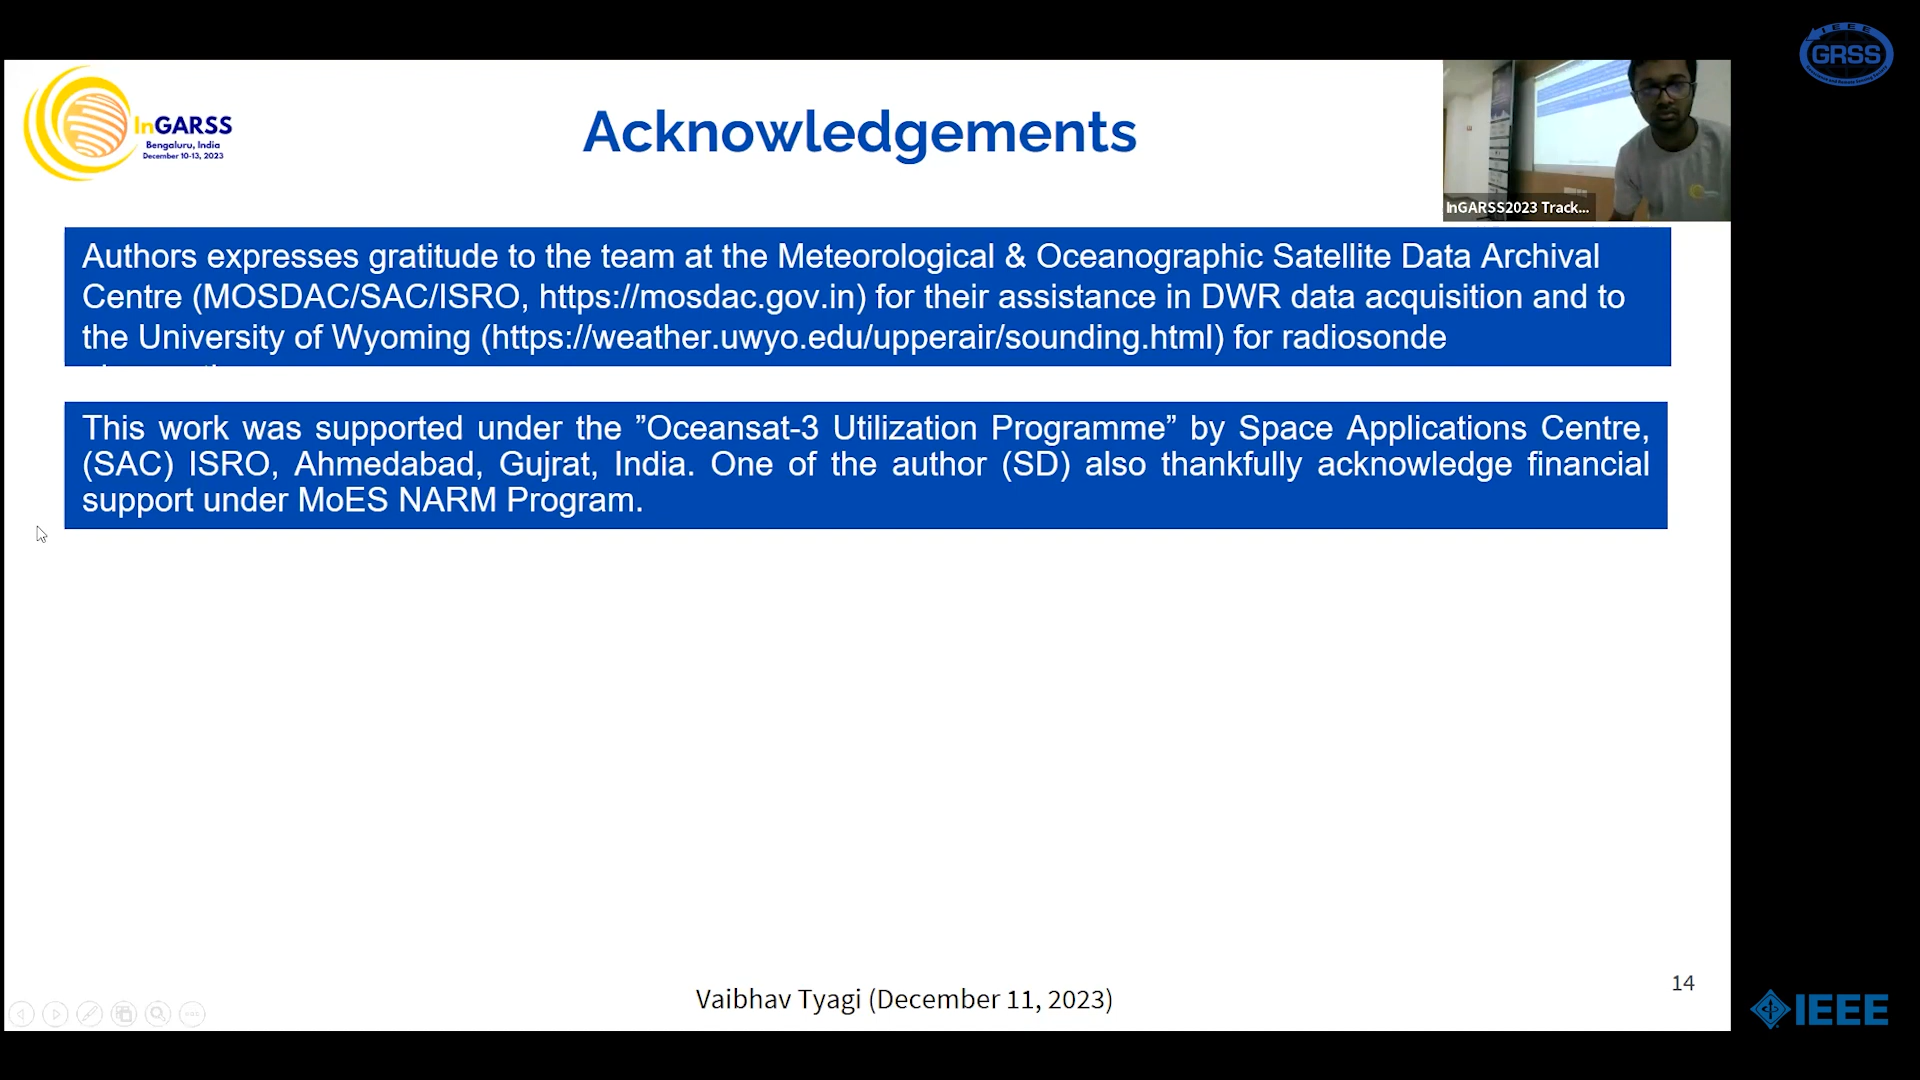 IEEE
GRSS
InGARSS
Bengaluru, India
December 10-13, 2023
Acknowledgements
InGARSS2023 Track...
Authors expresses gratitude to the team at the Meteorological & Oceanographic Satellite Data Archival
Centre (MOSDAC/SAC/ISRO, https://mosdac.gov.in) for their assistance in DWR data acquisition and to
the University of Wyoming (https://weather.uwyo.edu/upperair/sounding.html) for radiosonde
This work was supported under the ”Oceansat-3 Utilization Programme” by Space Applications Centre,
(SAC) ISRO, Ahmedabad, Gujrat, India. One of the author (SD) also thankfully acknowledge financial
support under MoES NARM Program.
14
Vaibhav Tyagi (December 11, 2023)
IEEE